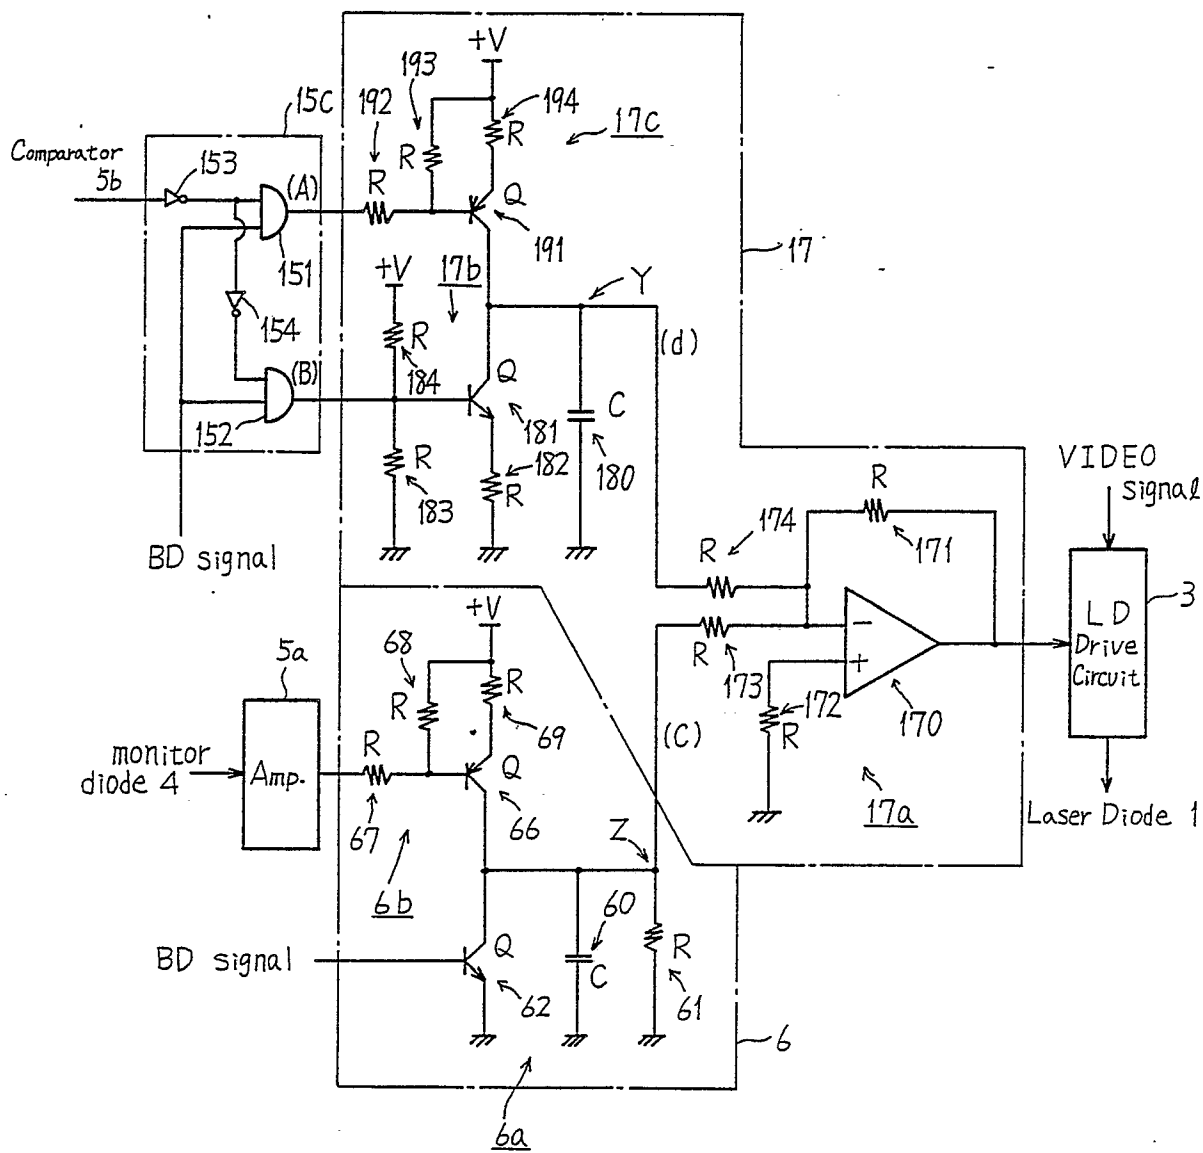 +V
193
194
R
17C
15C
192
R
R
Comparator
5b
153
(A)
Q
191
151
17
+V
17b
Y
154
R
184
(d)
(B)
Q
181
C
180
152
R
183
182
R
BD signal
VIDEO
signal
R
171
174
R
3
LD
Drive
Circuit
R
173
172
R
170
17a
Laser Diode 1
+V
68
R
R
69
5a
Amp.
monitor
diode 4
R
67
Q
66
(C)
Z
6b
60
C
R
61
BD signal
Q
62
6
6a